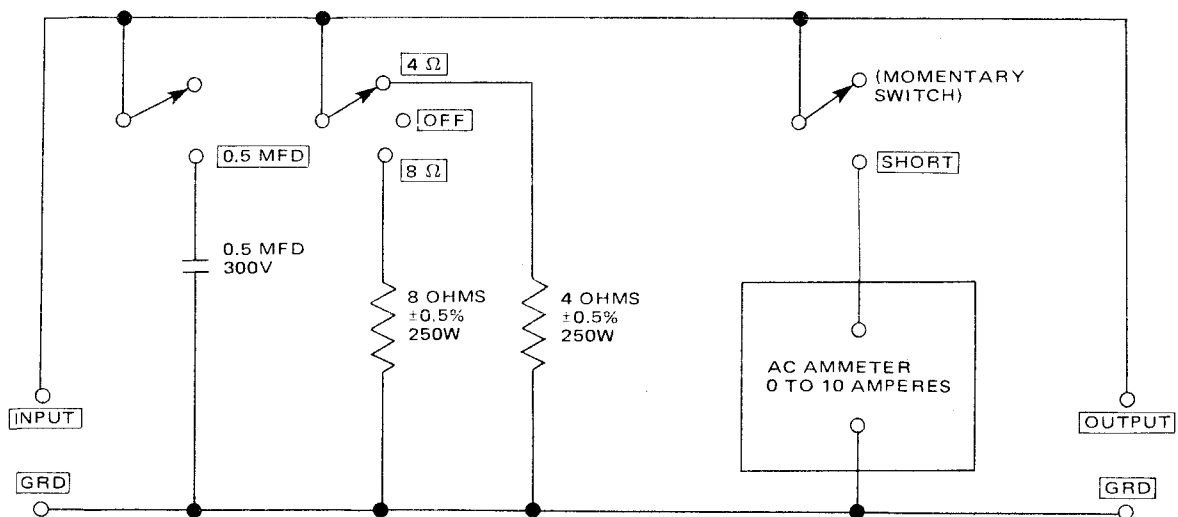 4 Ω
(MOMENTARY
SWITCH)
OFF
0.5 MFD
8 Ω
SHORT
0.5 MFD
300V
8 OHMS
±0.5%
250W
4 OHMS
±0.5%
250W
AC AMMETER
0 TO 10 AMPERES
INPUT
OUTPUT
GRD
GRD